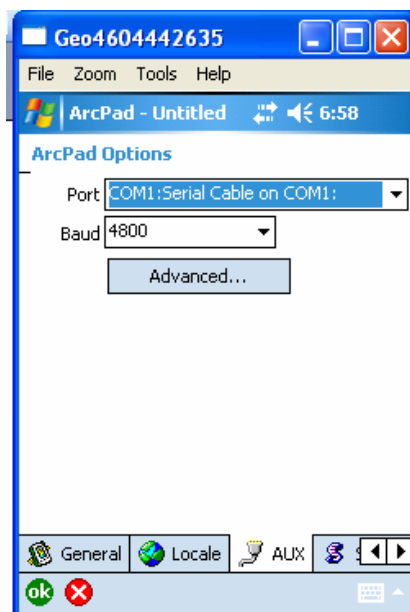 Geo4604442635
File Zoom Tools Help
ArcPad - Untitled 6:58
ArcPad Options
Port COM1:Serial Cable on COM1:
Baud 4800
Advanced...
General Locale AUX
ok